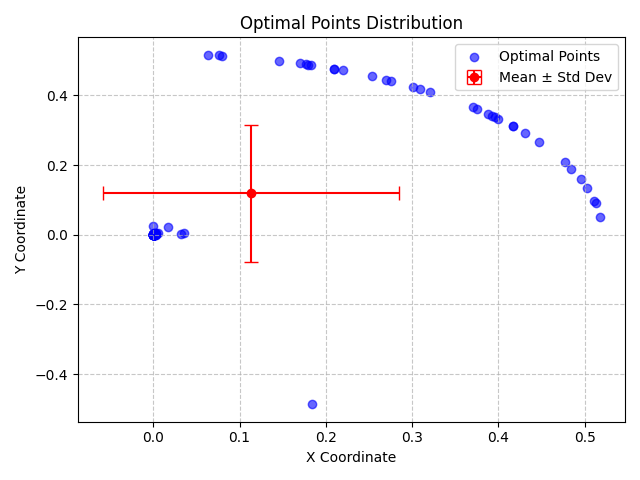 Optimal Points Distribution
Optimal Points
Mean ± Std Dev
Y Coordinate
0.4
0.2
0.0
−0.2
−0.4
0.0 0.1 0.2 0.3 0.4 0.5
X Coordinate